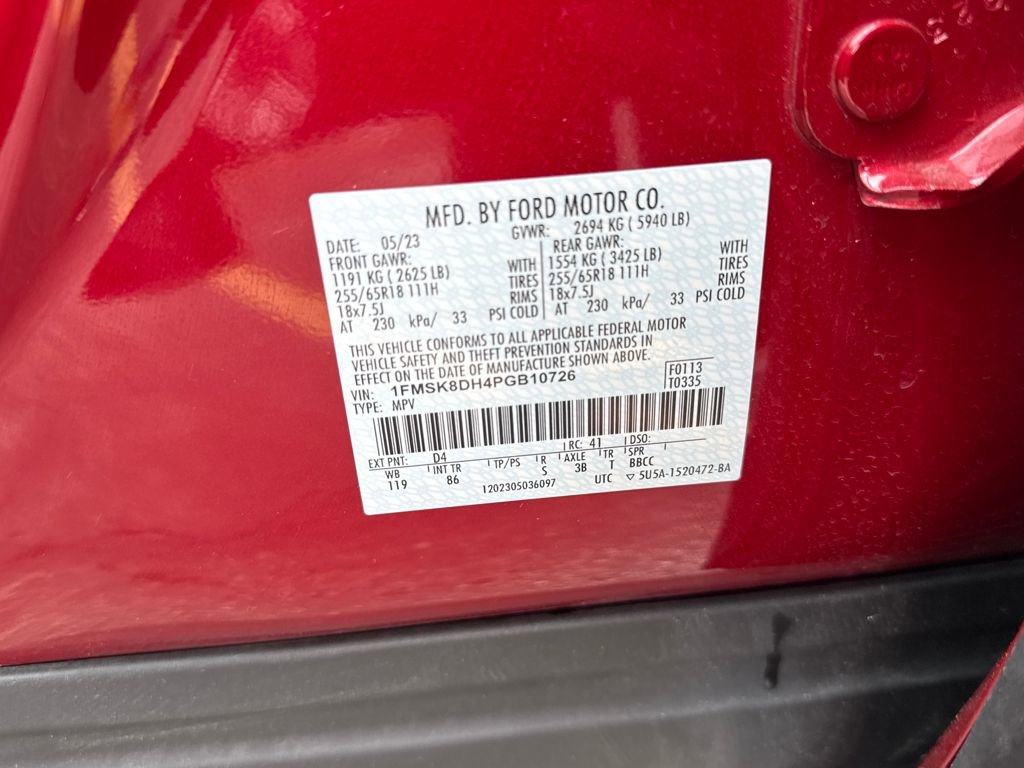 MFD. BY FORD MOTOR CO.
DATE: 05/23 GVWR: 2694 KG ( 5940 LB)
FRONT GAWR: REAR GAWR:
1191 KG ( 2625 LB) WITH 1554 KG ( 3425 LB) WITH
255/65R18 111H TIRES 255/65R18 111H TIRES
18x7.5J RIMS 18x7.5J RIMS
AT 230 kPa/ 33 PSI COLD AT 230 kPa/ 33 PSI COLD
THIS VEHICLE CONFORMS TO ALL APPLICABLE FEDERAL MOTOR
VEHICLE SAFETY AND THEFT PREVENTION STANDARDS IN
EFFECT ON THE DATE OF MANUFACTURE SHOWN ABOVE.
VIN: 1FMSK8DH4PGB10726 F0113
TYPE: MPV T0335
EXT PNT: D4 RC: 41 DSO:
WB INT TR TP/PS R AXLE TR SPR
119 86 S 3B T BBCC
1202305036097 UTC ▽ 5U5A-1520472-BA